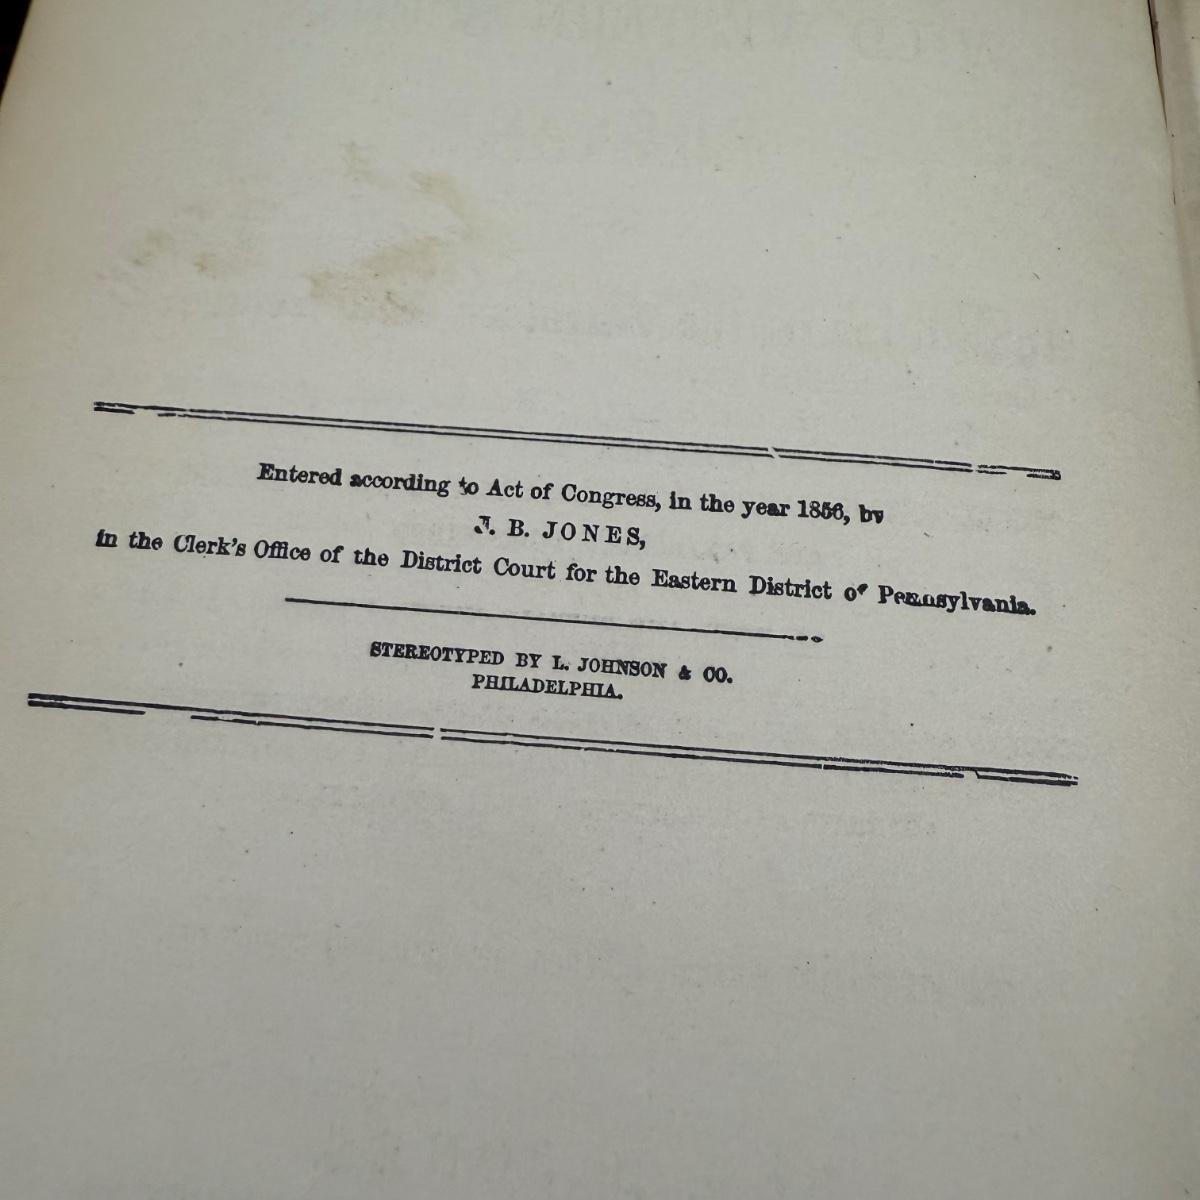 Entered according to Act of Congress, in the year 1856, by
J. B. JONES,
in the Clerk's Office of the District Court for the Eastern District of Pennsylvania.
STEREOTYPED BY L. JOHNSON & CO.
PHILADELPHIA.